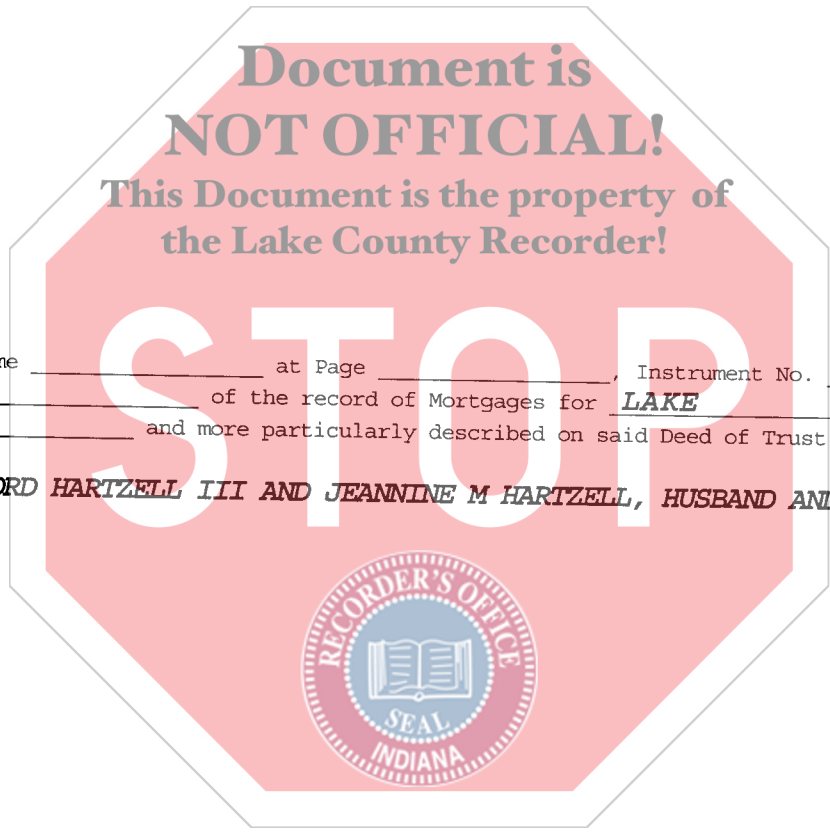 Document is
NOT OFFICIAL!
This Document is the property of
the Lake County Recorder!
STOP
at Page , Instrument No.
of the record of Mortgages for LAKE
and more particularly described on said Deed of Trust
HARTZELL III AND JEANNINE M HARTZELL, HUSBAND
RECORDER'S OFFICE
SEAL
INDIANA